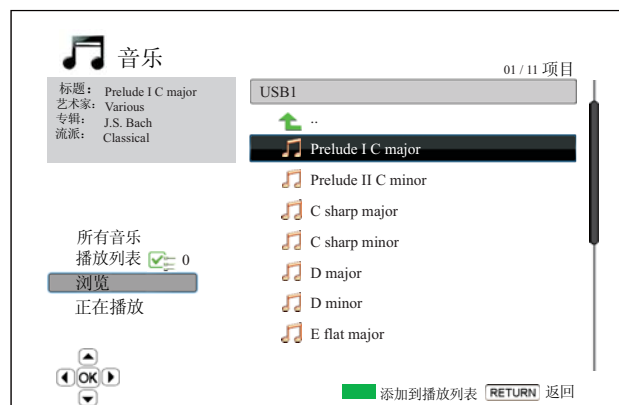 音乐
01 / 11 项目
标题： Prelude I C major
艺术家: Various
专辑: J.S. Bach
流派: Classical
USB1
..
Prelude I C major
Prelude II C minor
C sharp major
C sharp minor
D major
D minor
E flat major
所有音乐
播放列表 0
浏览
正在播放
OK
添加到播放列表 RETURN 返回